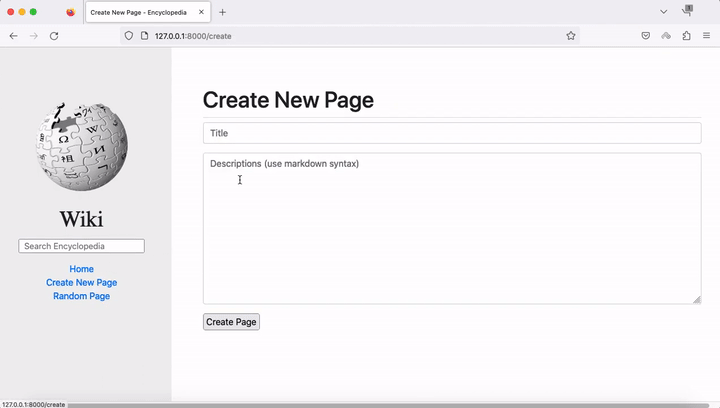 Create New Page - Encyclopedia
127.0.0.1:8000/create
Create New Page
Title
Descriptions (use markdown syntax)
Ω
W
И
祖
Wiki
Search Encyclopedia
Home
Create New Page
Random Page
Create Page
127.0.0.1:8000/create